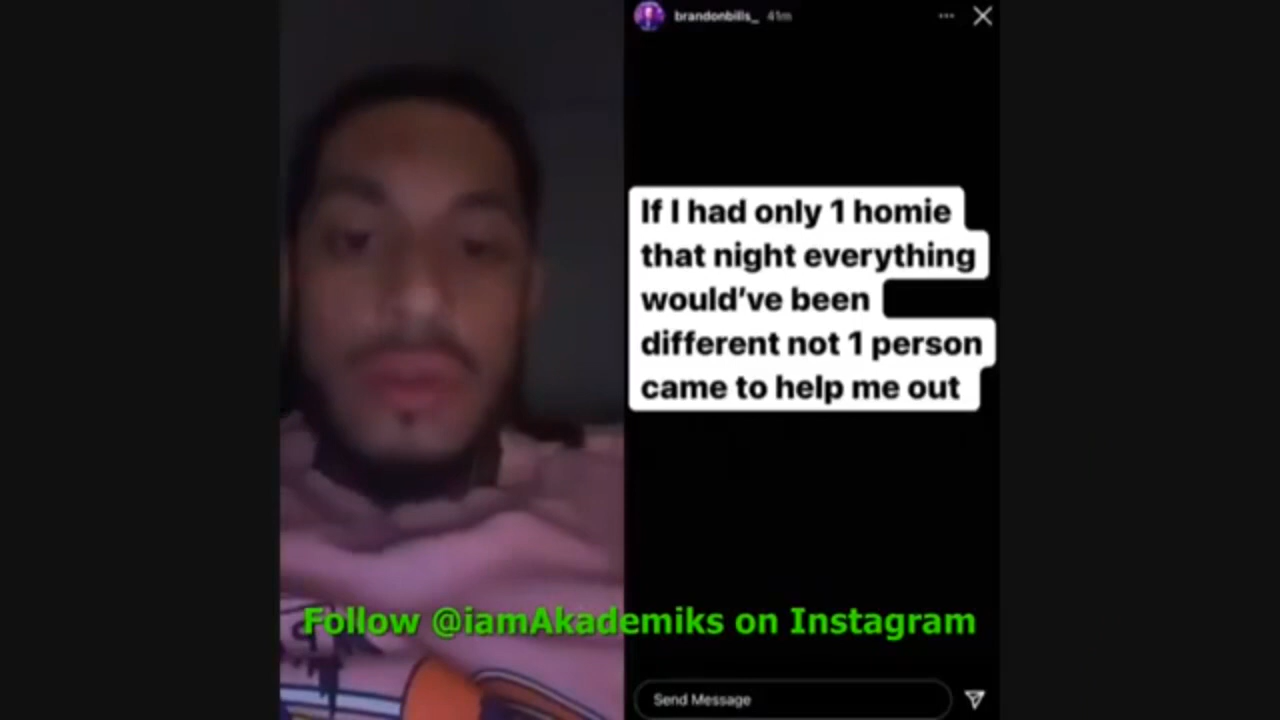 brandonbills_ 41m
If I had only 1 homie
that night everything
would've been
different not 1 person
came to help me out
Follow @iamAkademiks on Instagram
Send Message